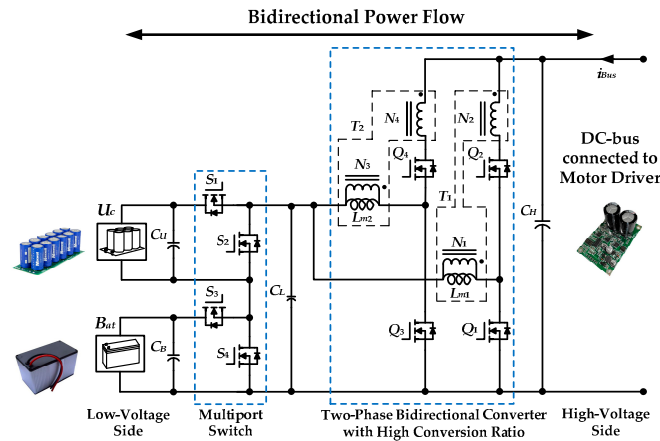 Bidirectional Power Flow
iBus
T2
N4
N2
N3
Q4
Q2
DC-bus
connected to
Motor Driver
S1
T1
Uc
Lm2
CU
S2
N1
CH
S3
CL
Lm1
Bat
CB
S4
Q3
Q1
Low-Voltage
Side
Multiport
Switch
Two-Phase Bidirectional Converter
with High Conversion Ratio
High-Voltage
Side